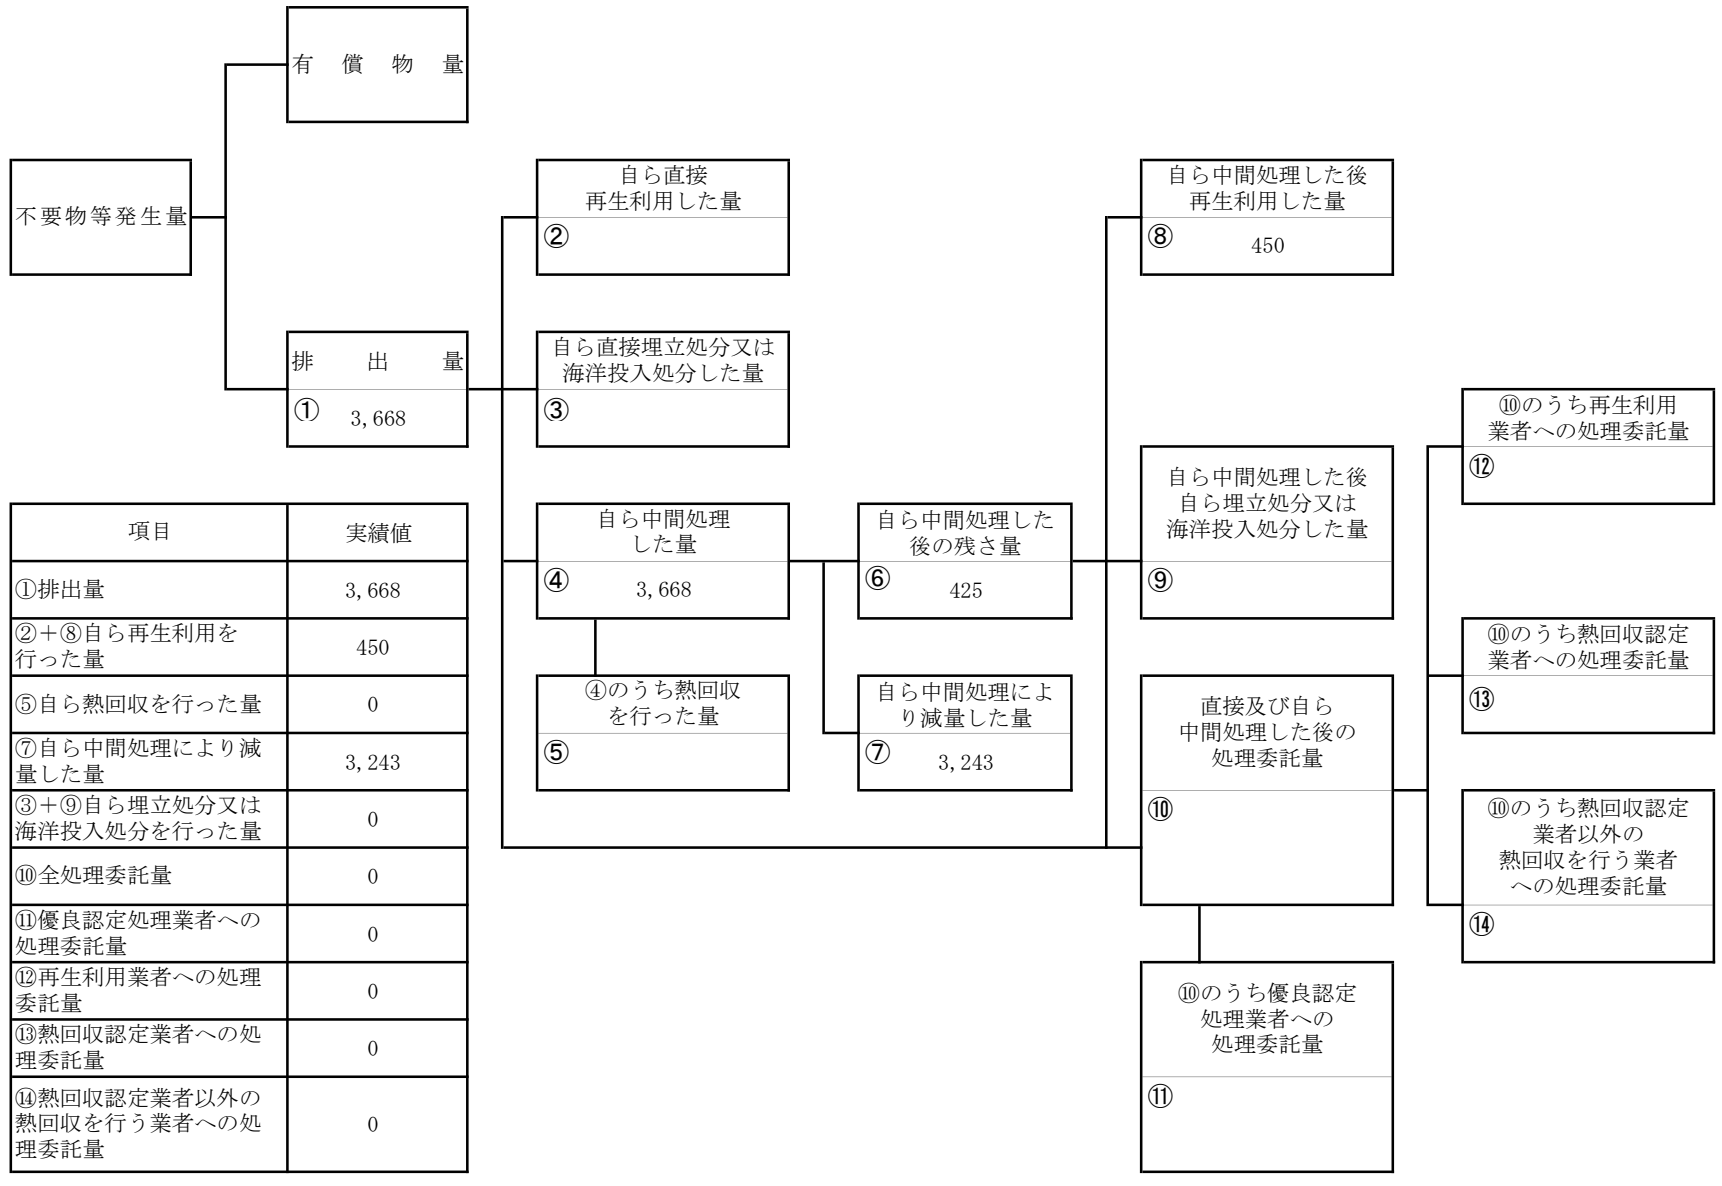 有償物量
不要物等発生量
排出量
① 3,668
自ら直接
再生利用した量
②
自ら直接埋立処分又は
海洋投入処分した量
③
自ら中間処理
した量
④ 3,668
④のうち熱回収
を行った量
⑤
自ら中間処理した
後の残さ量
⑥ 425
自ら中間処理によ
り減量した量
⑦ 3,243
自ら中間処理した後
再生利用した量
⑧ 450
自ら中間処理した後
自ら埋立処分又は
海洋投入処分した量
⑨
直接及び自ら
中間処理した後の
処理委託量
⑩
⑩のうち優良認定
処理業者への
処理委託量
⑪
⑩のうち再生利用
業者への処理委託量
⑫
⑩のうち熱回収認定
業者への処理委託量
⑬
⑩のうち熱回収認定
業者以外の
熱回収を行う業者
への処理委託量
⑭
項目 実績値
①排出量 3,668
②＋⑧自ら再生利用を
行った量 450
⑤自ら熱回収を行った量 0
⑦自ら中間処理により減
量した量 3,243
③＋⑨自ら埋立処分又は
海洋投入処分を行った量 0
⑩全処理委託量 0
⑪優良認定処理業者への
処理委託量 0
⑫再生利用業者への処理
委託量 0
⑬熱回収認定業者への処
理委託量 0
⑭熱回収認定業者以外の
熱回収を行う業者への処
理委託量 0